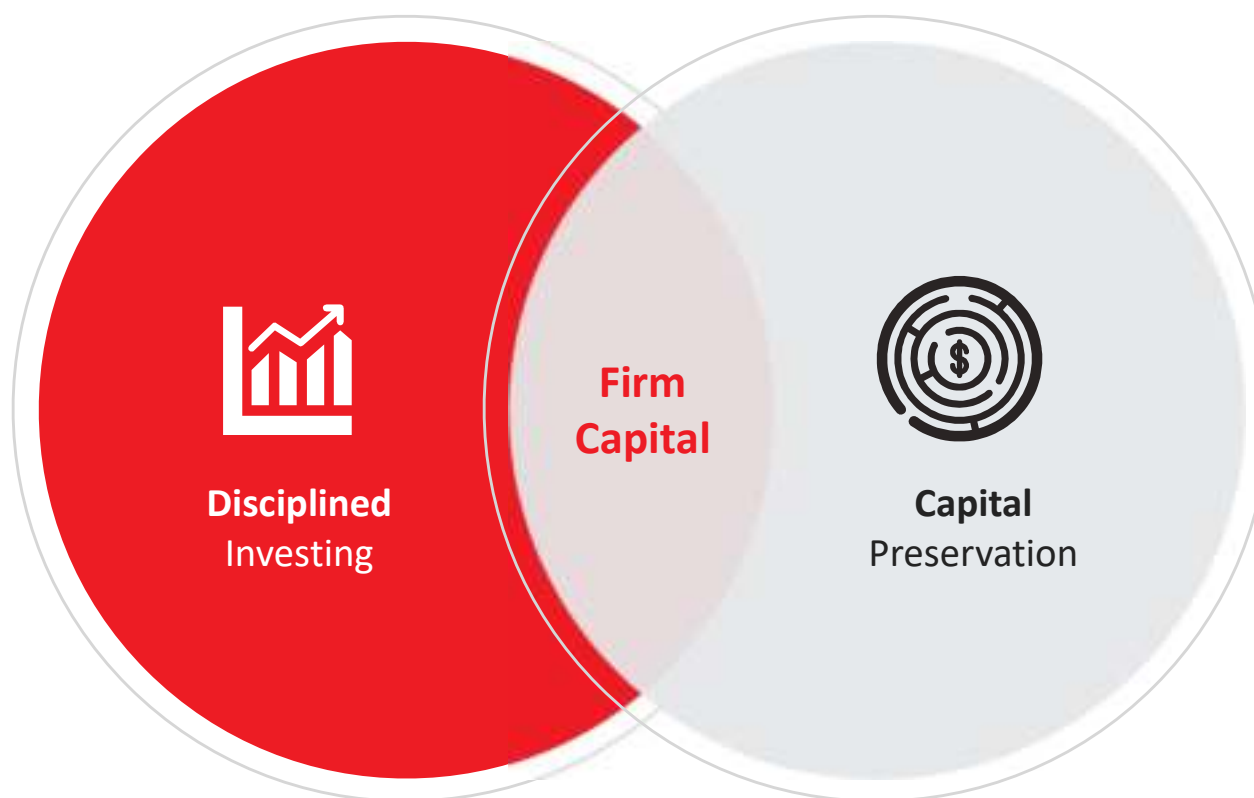 Disciplined
Investing
Firm
Capital
$
Capital
Preservation